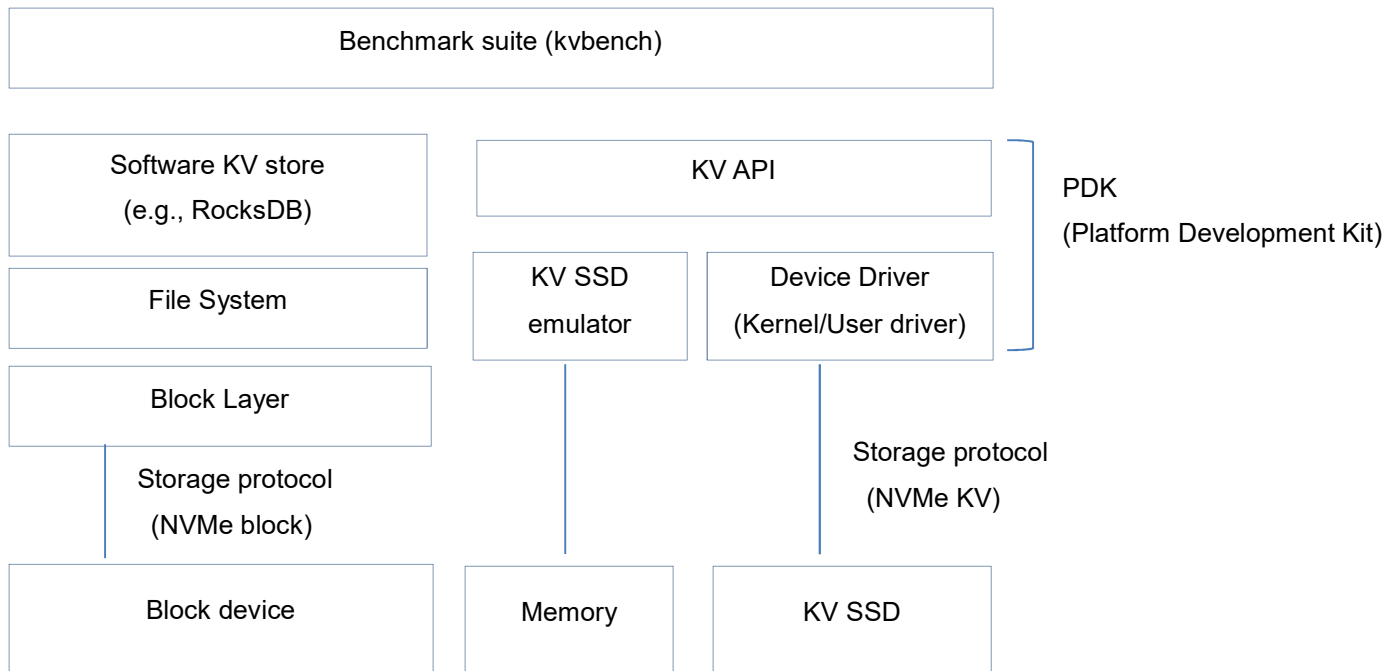 Benchmark suite (kvbench)
Software KV store
(e.g., RocksDB)
KV API
PDK
(Platform Development Kit)
File System
KV SSD
emulator
Device Driver
(Kernel/User driver)
Block Layer
Storage protocol
(NVMe block)
Storage protocol
(NVMe KV)
Block device
Memory
KV SSD